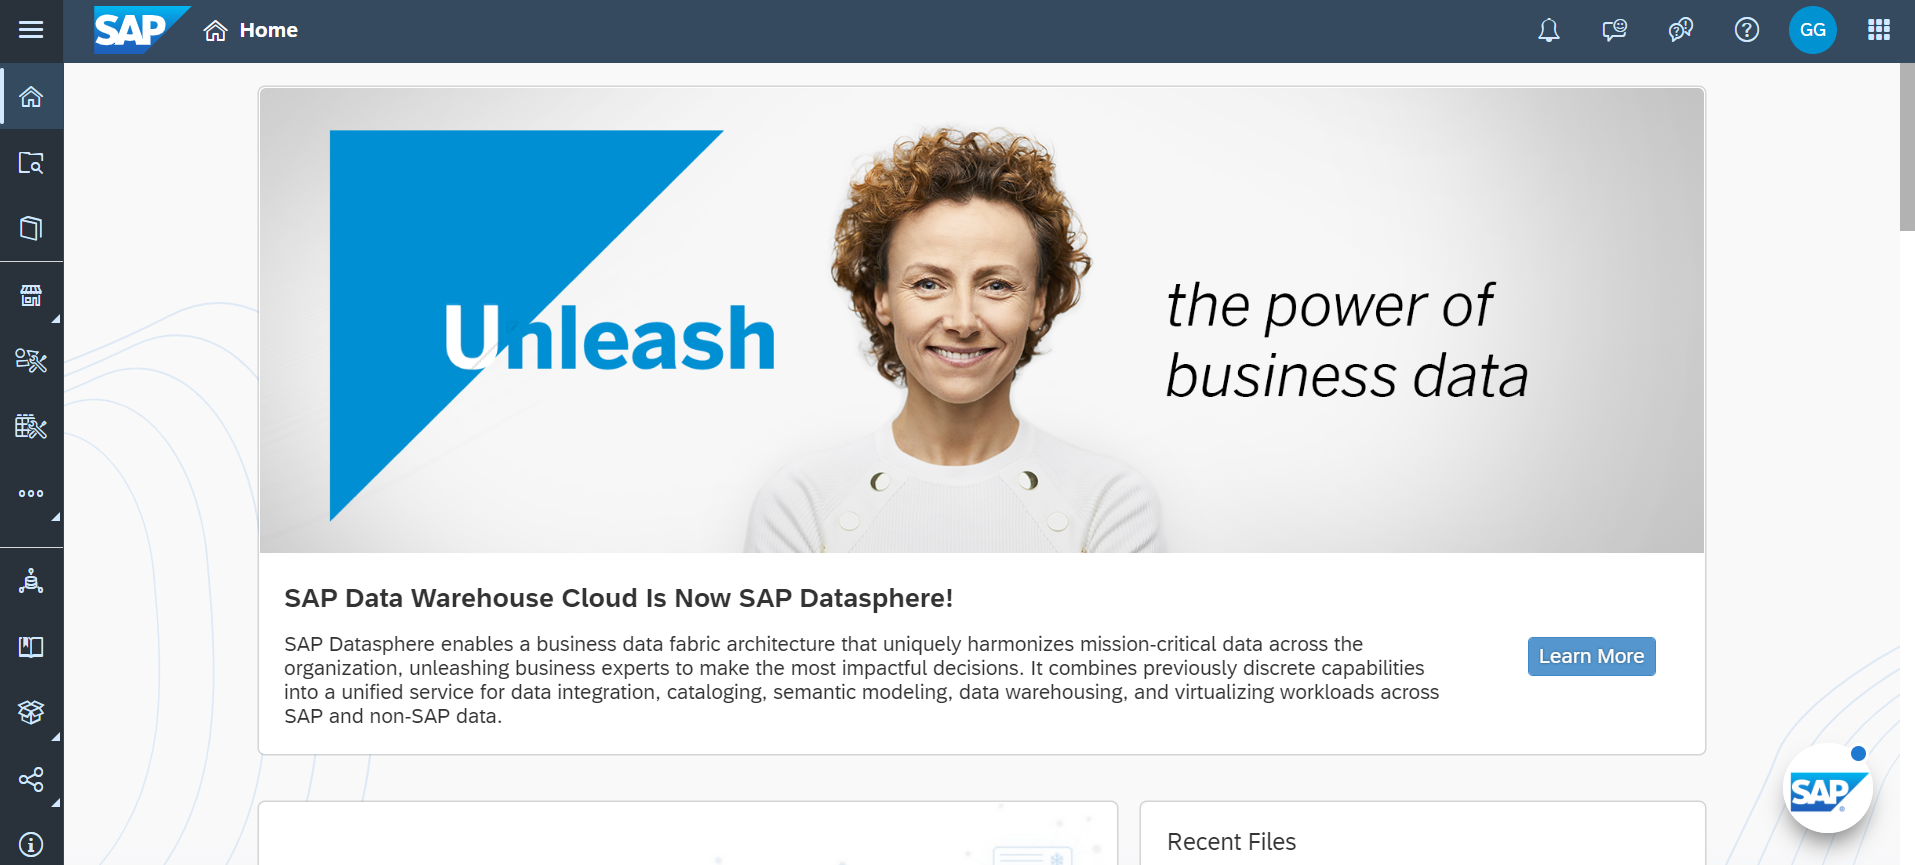 SAP
Home
GG
Unleash
the power of
business data
SAP Data Warehouse Cloud Is Now SAP Datasphere!
SAP Datasphere enables a business data fabric architecture that uniquely harmonizes mission-critical data across the
organization, unleashing business experts to make the most impactful decisions. It combines previously discrete capabilities
into a unified service for data integration, cataloging, semantic modeling, data warehousing, and virtualizing workloads across
SAP and non-SAP data.
Learn More
SAP
Recent Files